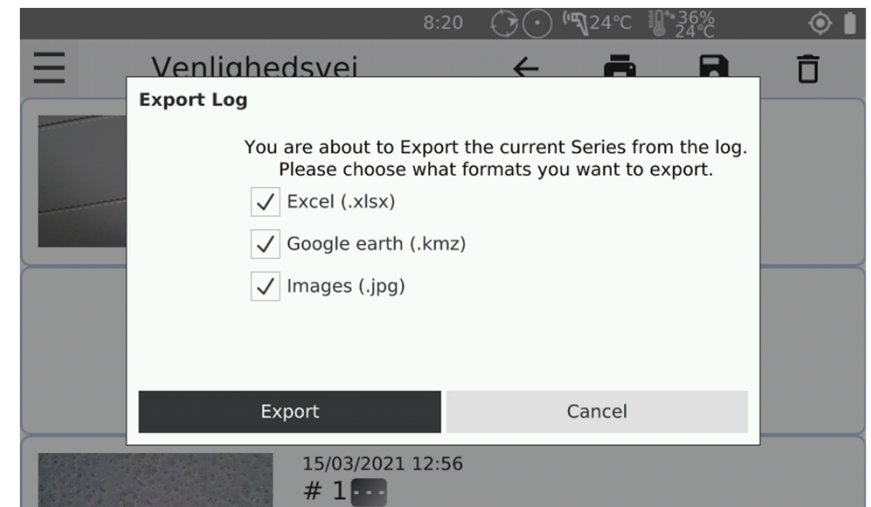 8:20 24°C 36%
24°C
Venlighedsvej
Export Log
You are about to Export the current Series from the log.
Please choose what formats you want to export.
Excel (.xlsx)
Google earth (.kmz)
Images (.jpg)
Export Cancel
15/03/2021 12:56
# 1 ---